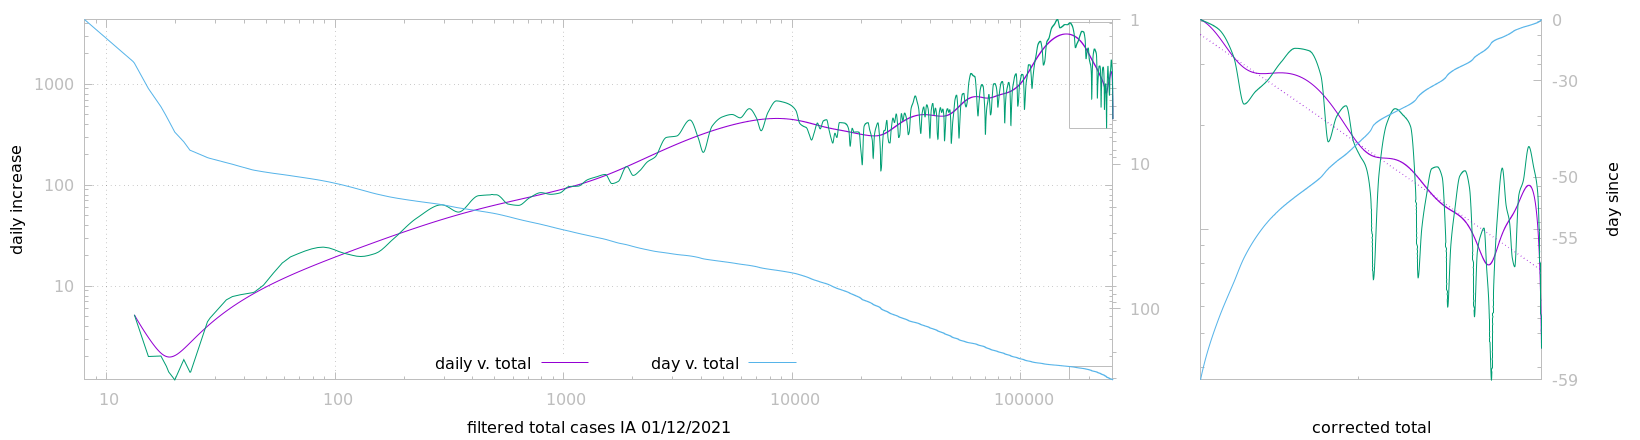 daily increase
1000
100
10
10
100
1000
10000
100000
daily v. total
day v. total
filtered total cases IA 01/12/2021
1
10
100
0
-30
-50
-55
-59
day since
corrected total